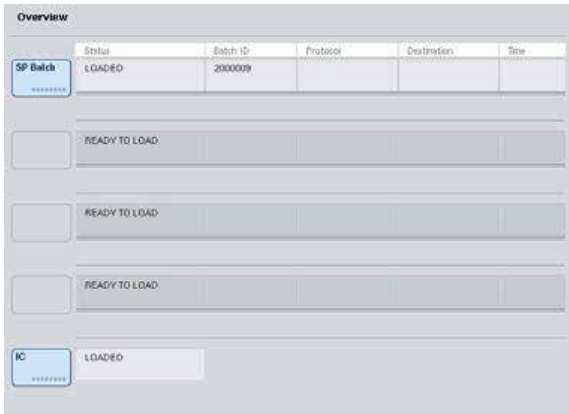 Overview
Status Batch ID Protocol Destination Time
SP Batch LOADED 2000009
READY TO LOAD
READY TO LOAD
READY TO LOAD
IC LOADED